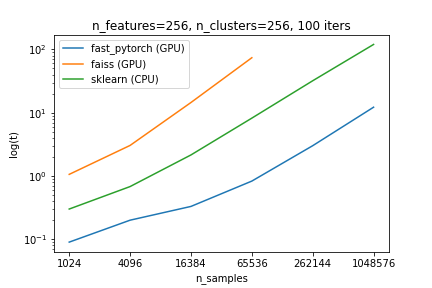 n_features=256, n_clusters=256, 100 iters
fast_pytorch (GPU)
faiss (GPU)
sklearn (CPU)
log(t)
10²
10¹
10⁰
10⁻¹
1024 4096 16384 65536 262144 1048576
n_samples